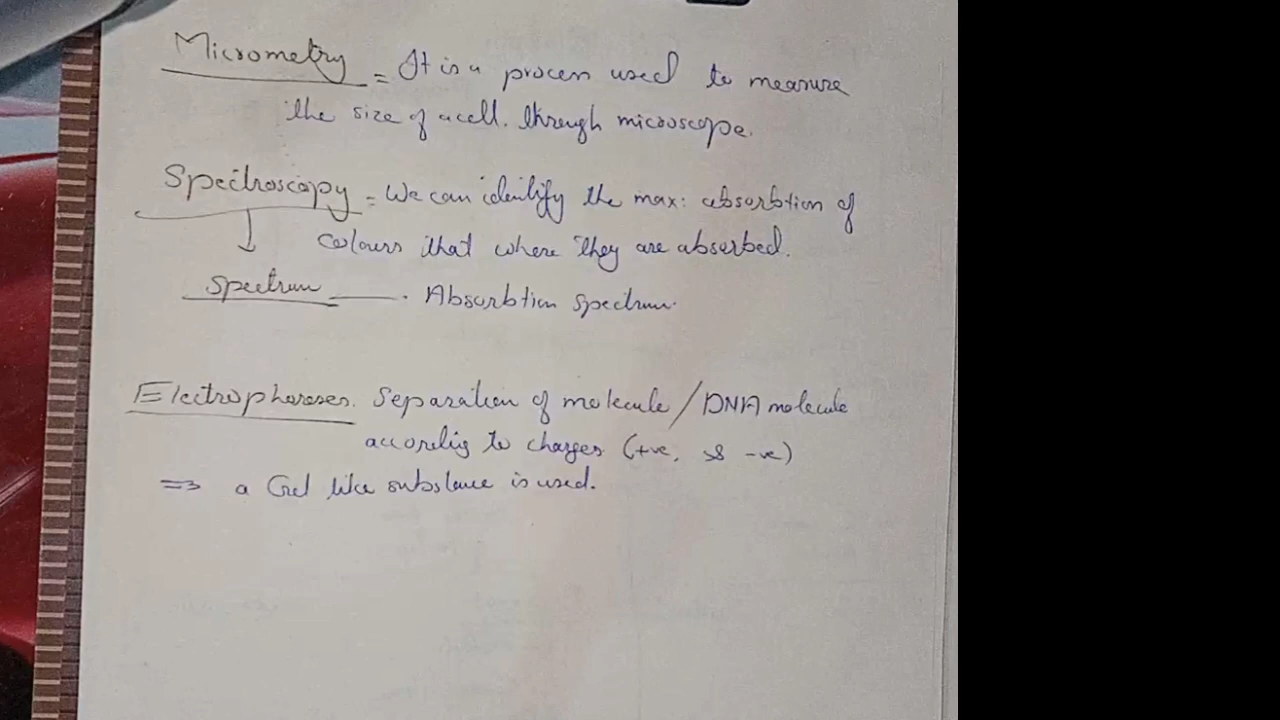 Micrometry = It is a process used to measure
the size of a cell. through microscope.
Spectroscopy = We can identify the max: absorbtion of
colours that where they are absorbed.
Spectrum ____ . Absorbtion spectrum.
Electrophoreses. Separation of molecule / DNA molecule
according to charges (+ve, & -ve)
⇒ a Gel like substance is used.